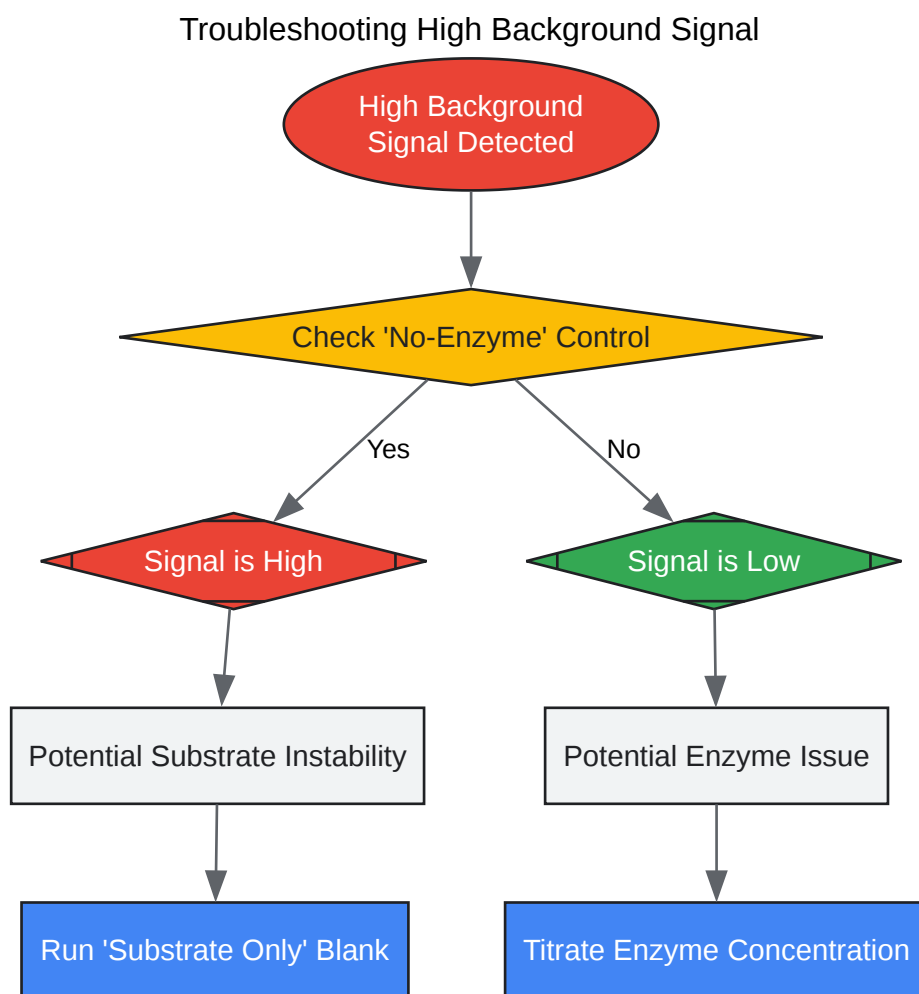 Troubleshooting High Background Signal
High Background
Signal Detected
Check 'No-Enzyme' Control
Yes
No
Signal is High
Signal is Low
Potential Substrate Instability
Potential Enzyme Issue
Run 'Substrate Only' Blank
Titrate Enzyme Concentration